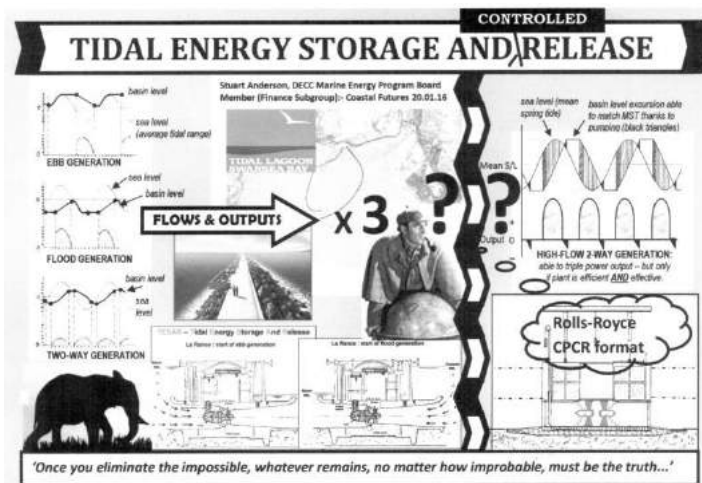 CONTROLLED
TIDAL ENERGY STORAGE AND RELEASE
Stuart Anderson, DECC Marine Energy Program Board
Member (Finance Subgroup):- Coastal Futures 20.01.16
basin level
sea level
(average tidal range)
EBB GENERATION
sea level
basin level
FLOOD GENERATION
basin level
sea
level
TWO-WAY GENERATION
TIDAL LAGOON
SWANSEA BAY
FLOWS & OUTPUTS
x 3 ? ?
sea level (mean
spring tide)
basin level excursion able
to match MST thanks to
pumping (black triangles)
Mean S/L
+
Output 0
-
HIGH-FLOW 2-WAY GENERATION:
able to triple power output – but only
if plant is efficient AND effective.
Rolls-Royce
CPCR format
TESAR – Tidal Energy Storage And Release
La Rance : start of ebb generation
La Rance : start of flood generation
'Once you eliminate the impossible, whatever remains, no matter how improbable, must be the truth...'